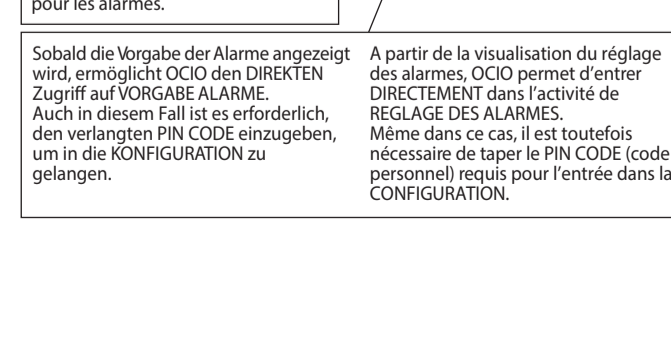 pour les alarmes.
Sobald die Vorgabe der Alarme angezeigt
wird, ermöglicht OCIO den DIREKTEN
Zugriff auf VORGABE ALARME.
Auch in diesem Fall ist es erforderlich,
den verlangten PIN CODE einzugeben,
um in die KONFIGURATION zu
gelangen.
A partir de la visualisation du réglage
des alarmes, OCIO permet d'entrer
DIRECTEMENT dans l'activité de
REGLAGE DES ALARMES.
Même dans ce cas, il est toutefois
nécessaire de taper le PIN CODE (code
personnel) requis pour l'entrée dans la
CONFIGURATION.